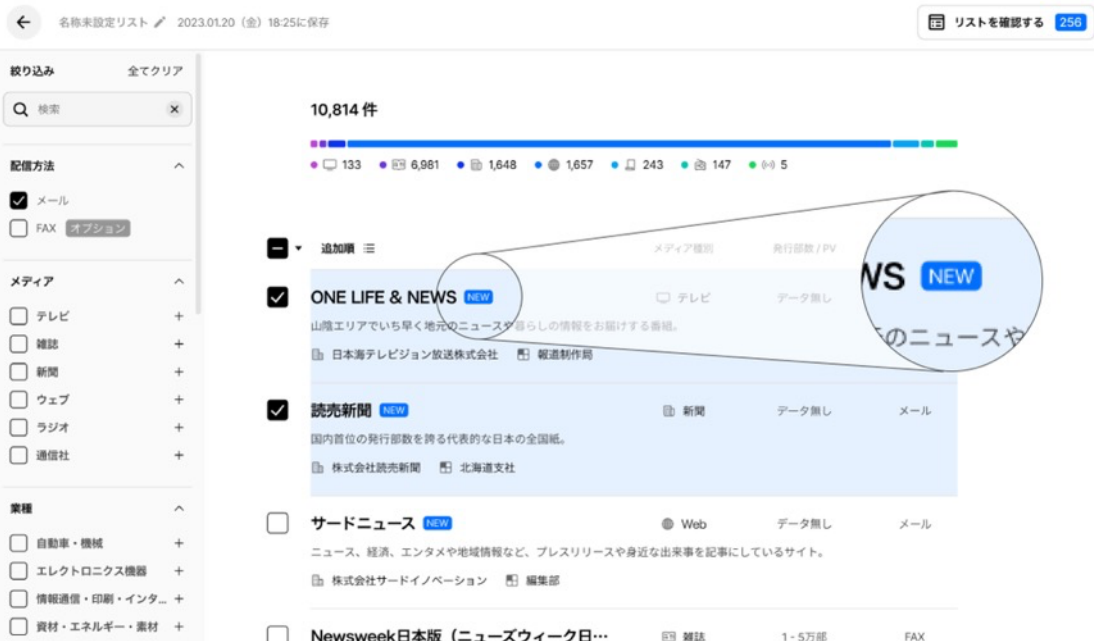 名称未設定リスト 2023.01.20（金）18:25に保存
リストを確認する 256
絞り込み 全てクリア
検索
配信方法
メール
FAX オプション
メディア
テレビ
雑誌
新聞
ウェブ
ラジオ
通信社
業種
自動車・機械
エレクトロニクス機器
情報通信・印刷・インタ...
資材・エネルギー・素材
10,814 件
133 6,981 1,648 1,657 243 147 5
追加順 メディア種別 発行部数 / PV
ONE LIFE & NEWS NEW テレビ データ無し
山陰エリアでいち早く地元のニュースや暮らしの情報をお届けする番組。
日本海テレビジョン放送株式会社 報道制作局
WS NEW
のニュースや
読売新聞 NEW 新聞 データ無し メール
国内首位の発行部数を誇る代表的な日本の全国紙。
株式会社読売新聞 北海道支社
サードニュース NEW Web データ無し メール
ニュース、経済、エンタメや地域情報など、プレスリリースや身近な出来事を記事にしているサイト。
株式会社サードイノベーション 編集部
Newsweek日本版（ニューズウィーク日… 雑誌 1 - 5万部 FAX